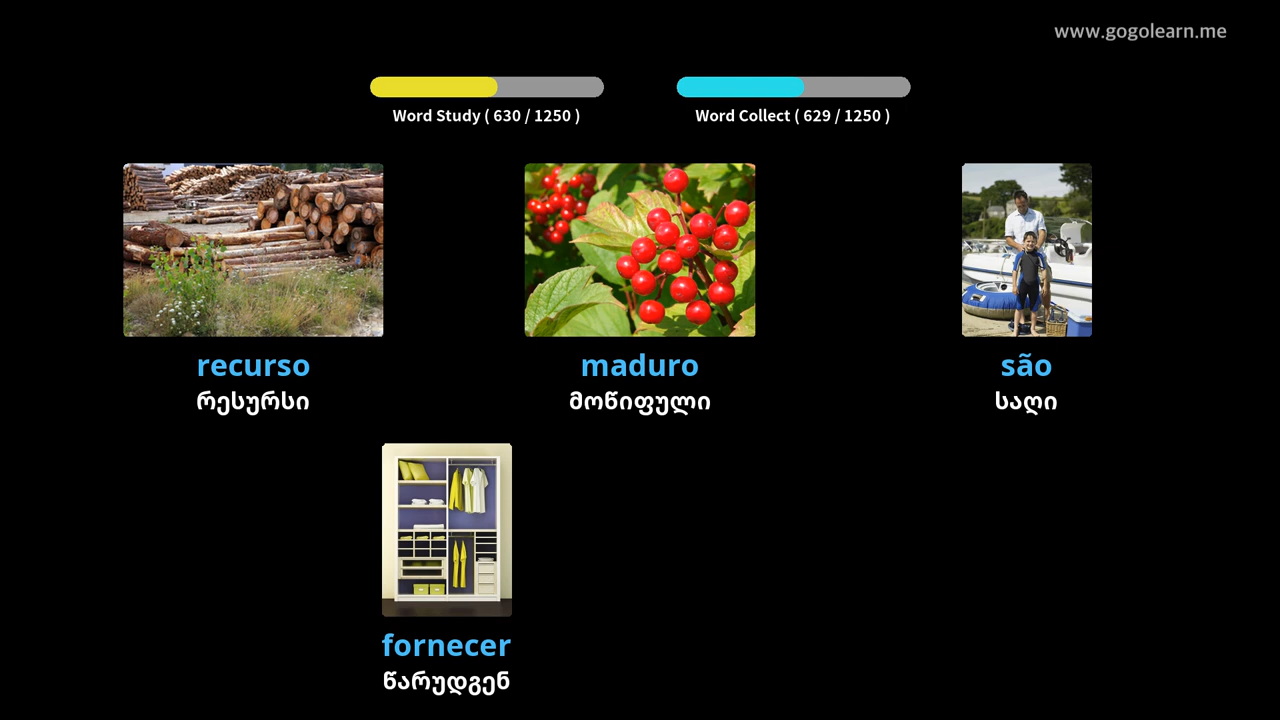 www.gogolearn.me
Word Study ( 630 / 1250 )
Word Collect ( 629 / 1250 )
recurso
რესურსი
maduro
მოწიფული
são
საღი
fornecer
წარუდგენ